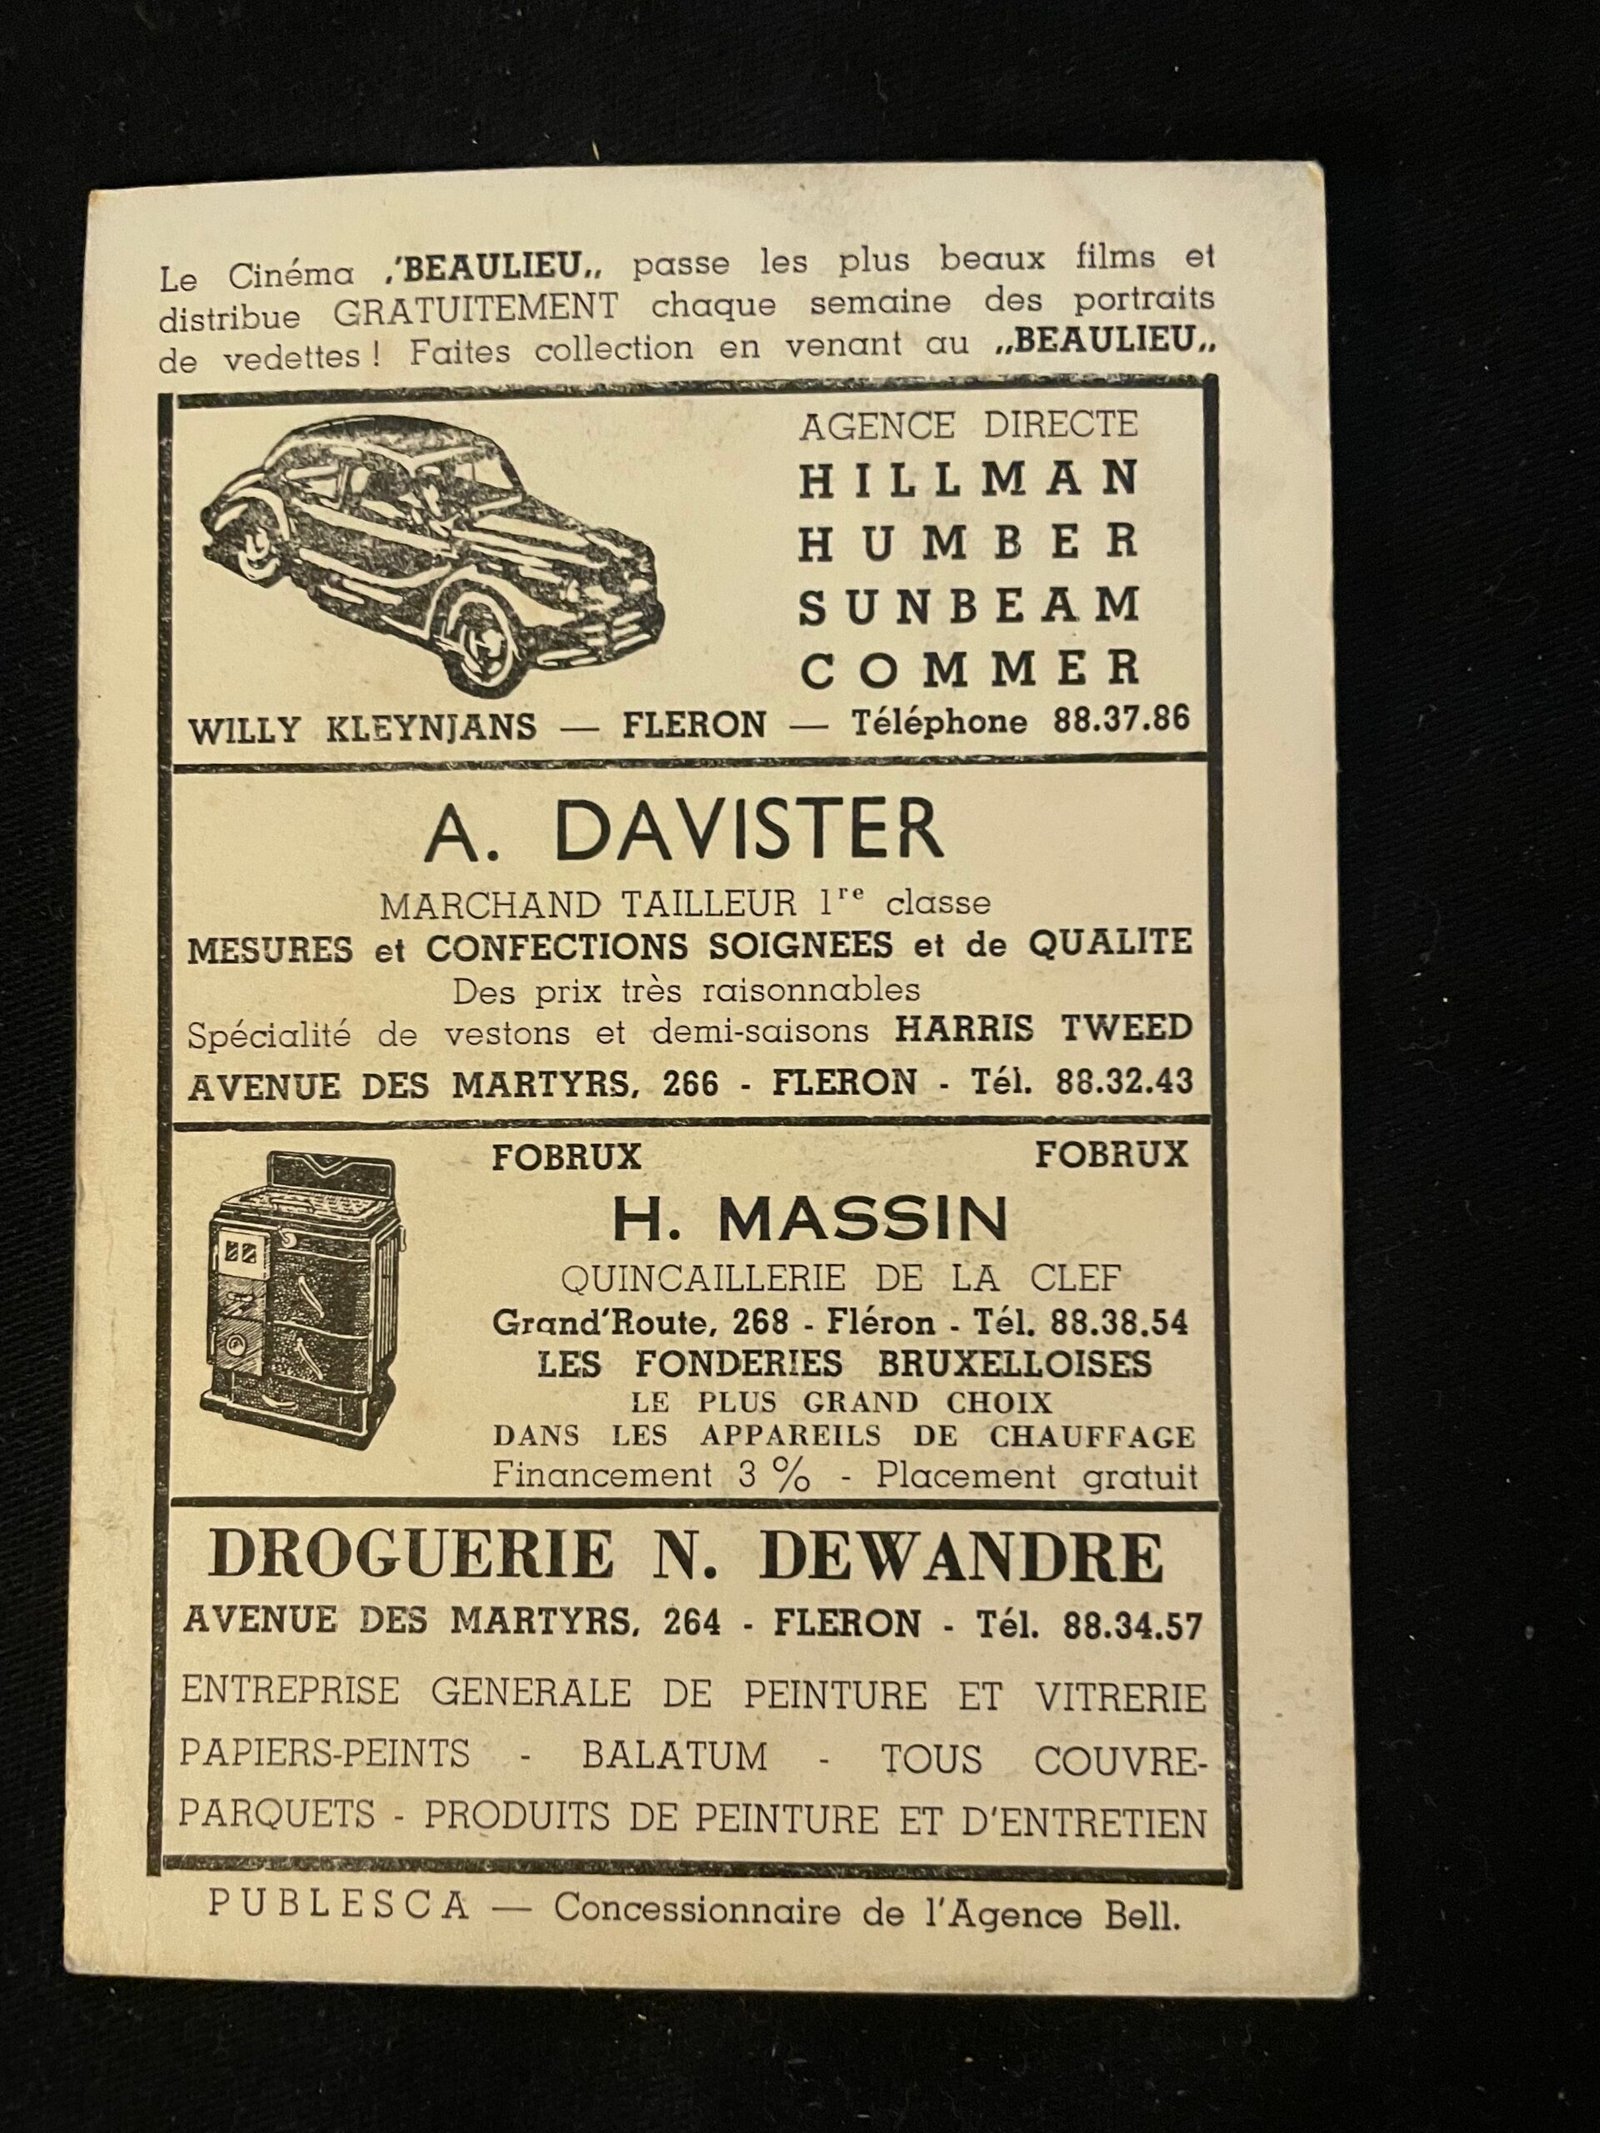 Le Cinéma ,'BEAULIEU,, passe les plus beaux films et
distribue GRATUITEMENT chaque semaine des portraits
de vedettes ! Faites collection en venant au ,,BEAULIEU,,
AGENCE DIRECTE
HILLMAN
HUMBER
SUNBEAM
COMMER
WILLY KLEYNJANS — FLERON — Téléphone 88.37.86
A. DAVISTER
MARCHAND TAILLEUR 1re classe
MESURES et CONFECTIONS SOIGNEES et de QUALITE
Des prix très raisonnables
Spécialité de vestons et demi-saisons HARRIS TWEED
AVENUE DES MARTYRS, 266 - FLERON - Tél. 88.32.43
FOBRUX FOBRUX
H. MASSIN
QUINCAILLERIE DE LA CLEF
Grand'Route, 268 - Fléron - Tél. 88.38.54
LES FONDERIES BRUXELLOISES
LE PLUS GRAND CHOIX
DANS LES APPAREILS DE CHAUFFAGE
Financement 3 % - Placement gratuit
DROGUERIE N. DEWANDRE
AVENUE DES MARTYRS, 264 - FLERON - Tél. 88.34.57
ENTREPRISE GENERALE DE PEINTURE ET VITRERIE
PAPIERS-PEINTS - BALATUM - TOUS COUVRE-
PARQUETS - PRODUITS DE PEINTURE ET D'ENTRETIEN
PUBLESCA — Concessionnaire de l'Agence Bell.